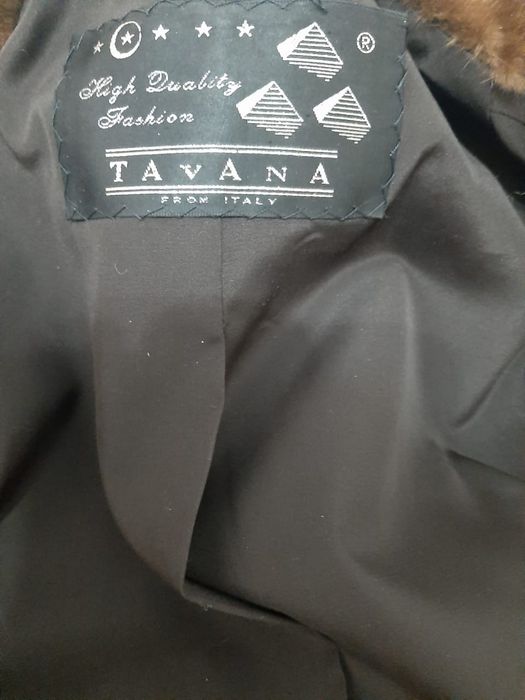 ®
High Quality
Fashion
TAVANA
FROM ITALY